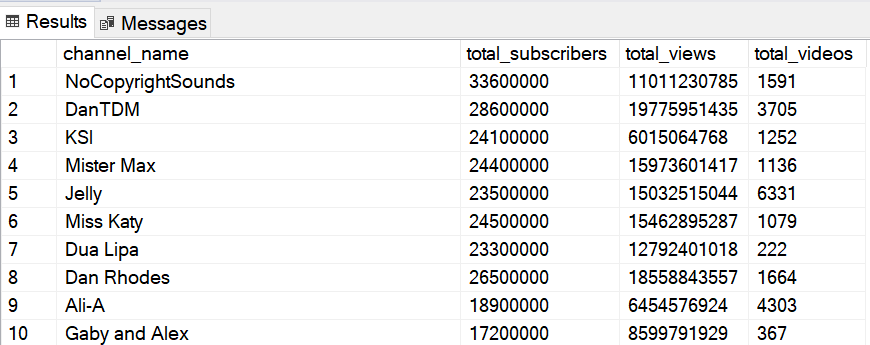 Results Messages
channel_name total_subscribers total_views total_videos
1 NoCopyrightSounds 33600000 11011230785 1591
2 DanTDM 28600000 19775951435 3705
3 KSI 24100000 6015064768 1252
4 Mister Max 24400000 15973601417 1136
5 Jelly 23500000 15032515044 6331
6 Miss Katy 24500000 15462895287 1079
7 Dua Lipa 23300000 12792401018 222
8 Dan Rhodes 26500000 18558843557 1664
9 Ali-A 18900000 6454576924 4303
10 Gaby and Alex 17200000 8599791929 367